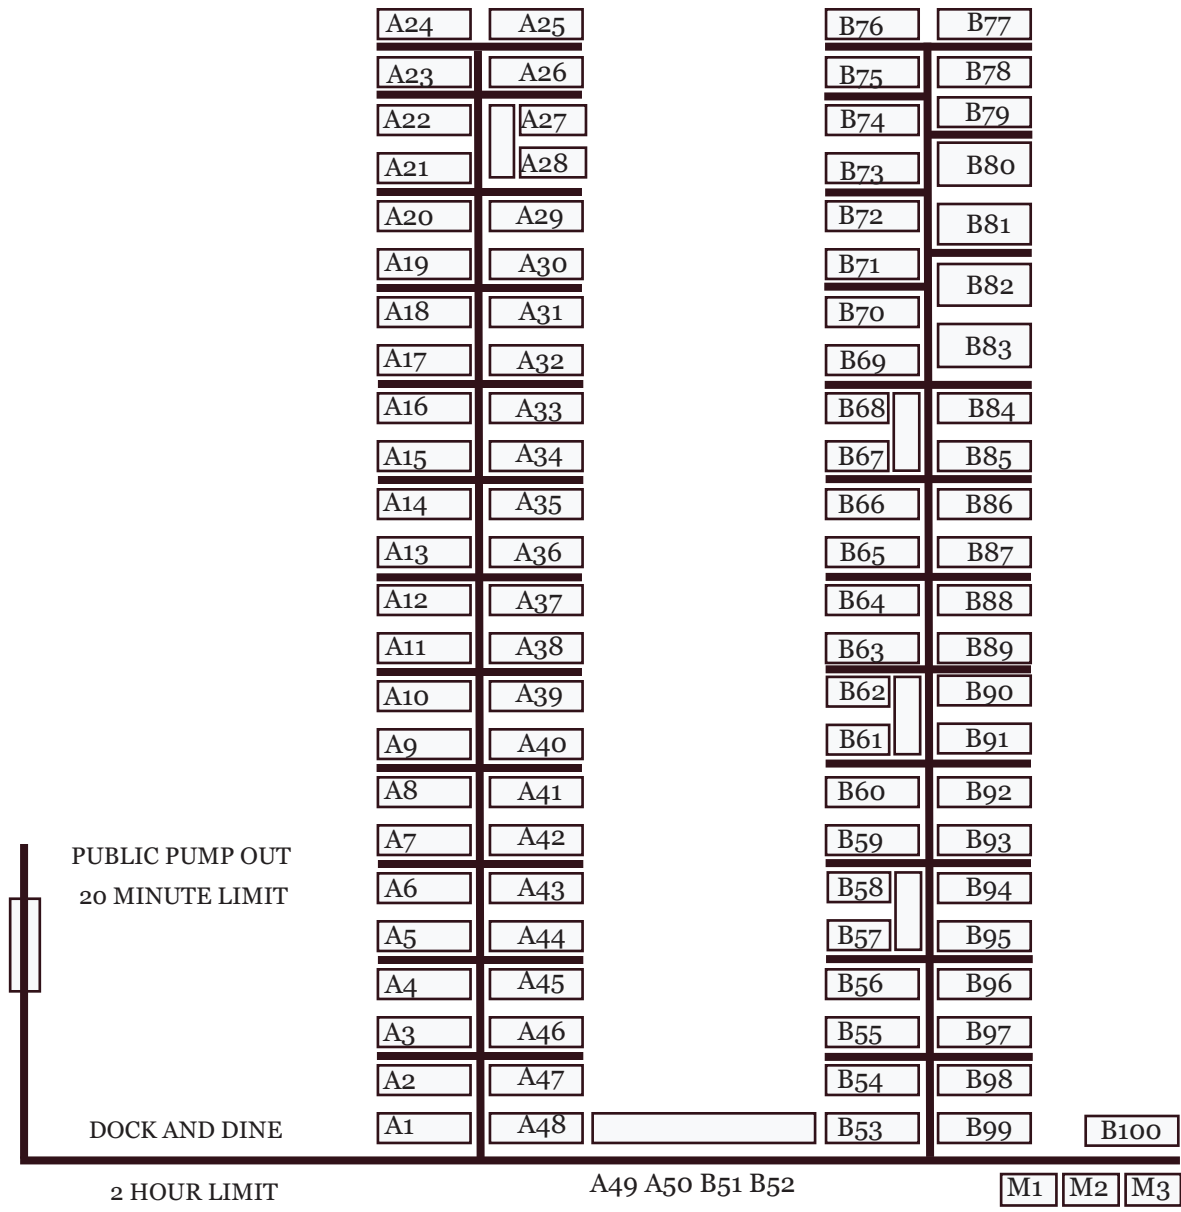 A24 A25 B76 B77
A23 A26 B75 B78
A22 A27 B74 B79
A21 A28 B73 B80
A20 A29 B72 B81
A19 A30 B71 B82
A18 A31 B70
A17 A32 B69 B83
A16 A33 B68 B84
A15 A34 B67 B85
A14 A35 B66 B86
A13 A36 B65 B87
A12 A37 B64 B88
A11 A38 B63 B89
A10 A39 B62 B90
A9 A40 B61 B91
A8 A41 B60 B92
A7 A42 B59 B93
PUBLIC PUMP OUT
20 MINUTE LIMIT
A6 A43 B58 B94
A5 A44 B57 B95
A4 A45 B56 B96
A3 A46 B55 B97
A2 A47 B54 B98
DOCK AND DINE
A1 A48 B53 B99 B100
2 HOUR LIMIT
A49 A50 B51 B52
M1 M2 M3